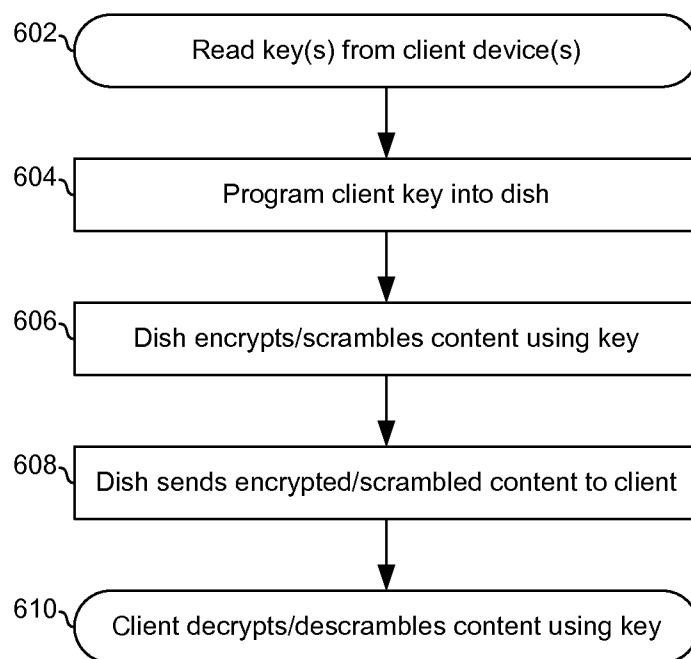 602
Read key(s) from client device(s)
604
Program client key into dish
606
Dish encrypts/scrambles content using key
608
Dish sends encrypted/scrambled content to client
610
Client decrypts/descrambles content using key